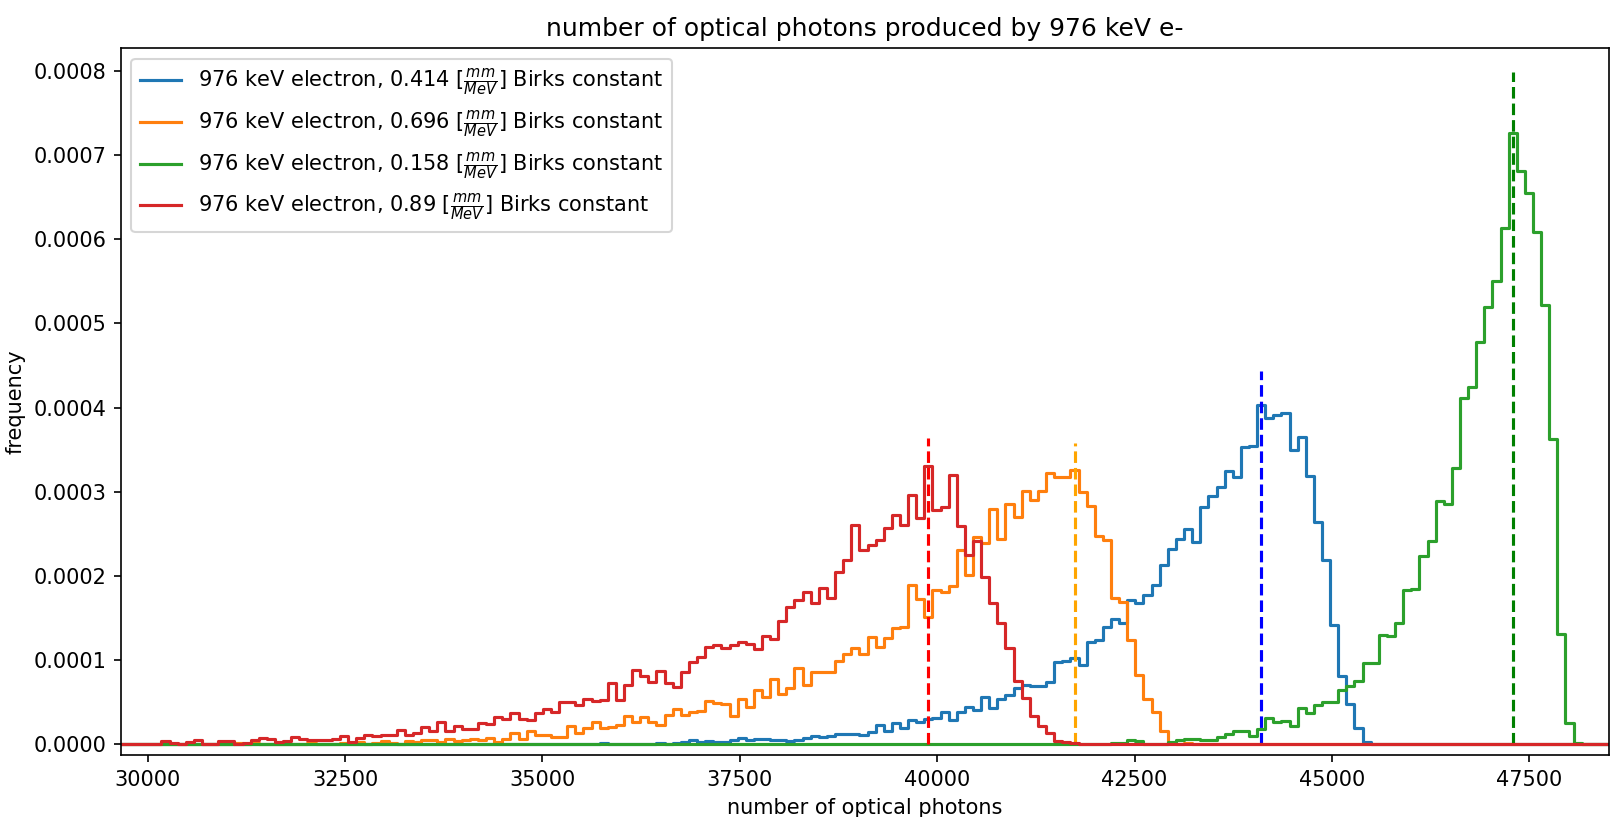 number of optical photons produced by 976 keV e-
976 keV electron, 0.414 [mm/MeV] Birks constant
976 keV electron, 0.696 [mm/MeV] Birks constant
976 keV electron, 0.158 [mm/MeV] Birks constant
976 keV electron, 0.89 [mm/MeV] Birks constant
0.0008
0.0007
0.0006
0.0005
0.0004
0.0003
0.0002
0.0001
0.0000
frequency
30000 32500 35000 37500 40000 42500 45000 47500
number of optical photons